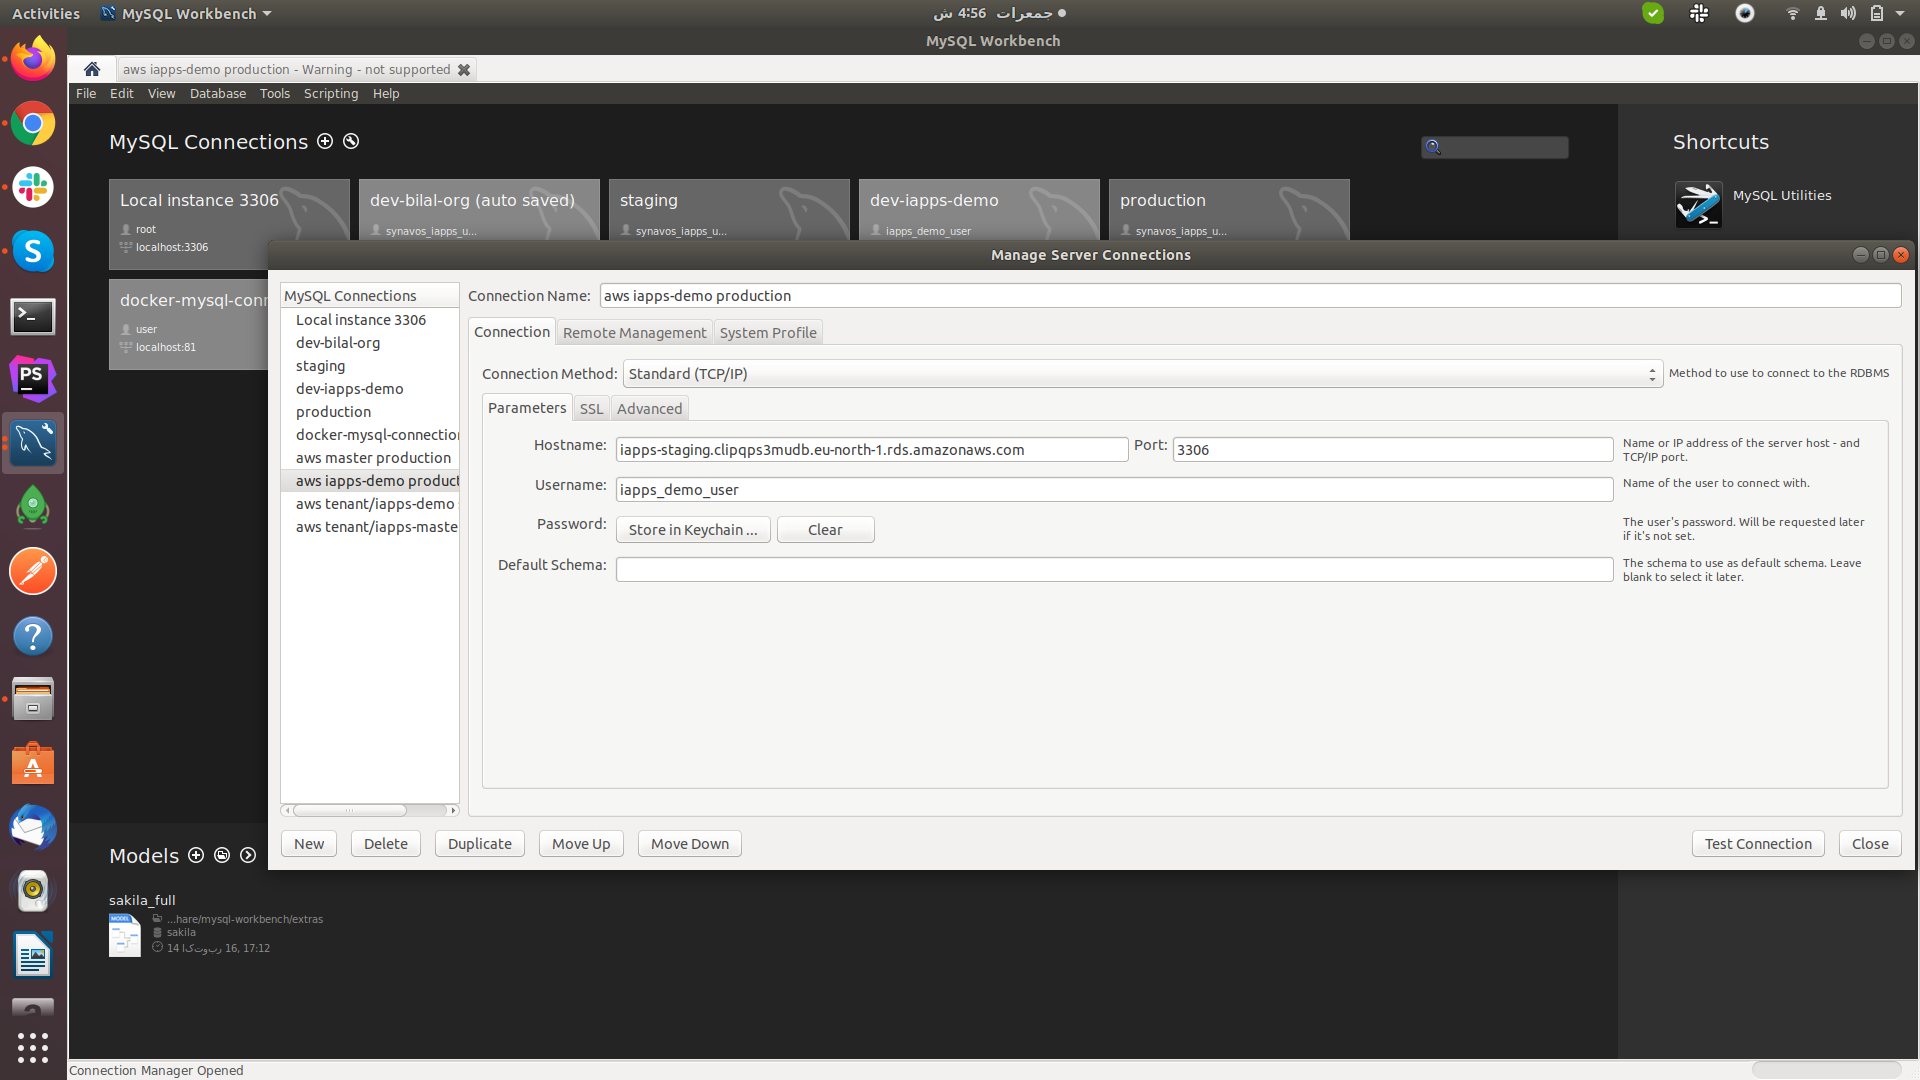 Activities
MySQL Workbench
جمعرات 4:56 ش
MySQL Workbench
aws iapps-demo production - Warning - not supported
File Edit View Database Tools Scripting Help
MySQL Connections
Shortcuts
MySQL Utilities
Local instance 3306
root
localhost:3306
dev-bilal-org (auto saved)
synavos_iapps_u...
staging
synavos_iapps_u...
dev-iapps-demo
iapps_demo_user
production
synavos_iapps_u...
docker-mysql-conn
user
localhost:81
Manage Server Connections
MySQL Connections
Local instance 3306
dev-bilal-org
staging
dev-iapps-demo
production
docker-mysql-connection
aws master production
aws iapps-demo product
aws tenant/iapps-demo
aws tenant/iapps-maste
Connection Name: aws iapps-demo production
Connection Remote Management System Profile
Connection Method: Standard (TCP/IP) Method to use to connect to the RDBMS
Parameters SSL Advanced
Hostname: iapps-staging.clipqps3mudb.eu-north-1.rds.amazonaws.com Port: 3306
Name or IP address of the server host - and
TCP/IP port.
Username: iapps_demo_user Name of the user to connect with.
Password: Store in Keychain ... Clear
The user's password. Will be requested later
if it's not set.
Default Schema:
The schema to use as default schema. Leave
blank to select it later.
New Delete Duplicate Move Up Move Down Test Connection Close
Models
sakila_full
MODEL
...hare/mysql-workbench/extras
sakila
14 اکتوبر 16, 17:12
PS
Connection Manager Opened